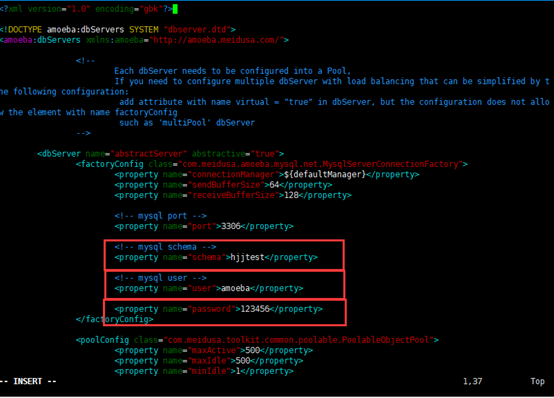 <?xml version="1.0" encoding="gbk"?>
<!DOCTYPE amoeba:dbServers SYSTEM "dbserver.dtd">
<amoeba:dbServers xmlns:amoeba="http://amoeba.meidusa.com/">
<!--
Each dbServer needs to be configured into a Pool,
If you need to configure multiple dbServer with load balancing that can be simplified by t
he following configuration:
add attribute with name virtual = "true" in dbServer, but the configuration does not allo
w the element with name factoryConfig
such as 'multiPool' dbServer
-->
<dbServer name="abstractServer" abstractive="true">
<factoryConfig class="com.meidusa.amoeba.mysql.net.MysqlServerConnectionFactory">
<property name="connectionManager">${defaultManager}</property>
<property name="sendBufferSize">64</property>
<property name="receiveBufferSize">128</property>
<!-- mysql port -->
<property name="port">3306</property>
<!-- mysql schema -->
<property name="schema">hjjtest</property>
<!-- mysql user -->
<property name="user">amoeba</property>
<property name="password">123456</property>
</factoryConfig>
<poolConfig class="com.meidusa.toolkit.common.poolable.PoolableObjectPool">
<property name="maxActive">500</property>
<property name="maxIdle">500</property>
<property name="minIdle">1</property>
-- INSERT -- 1,37 Top